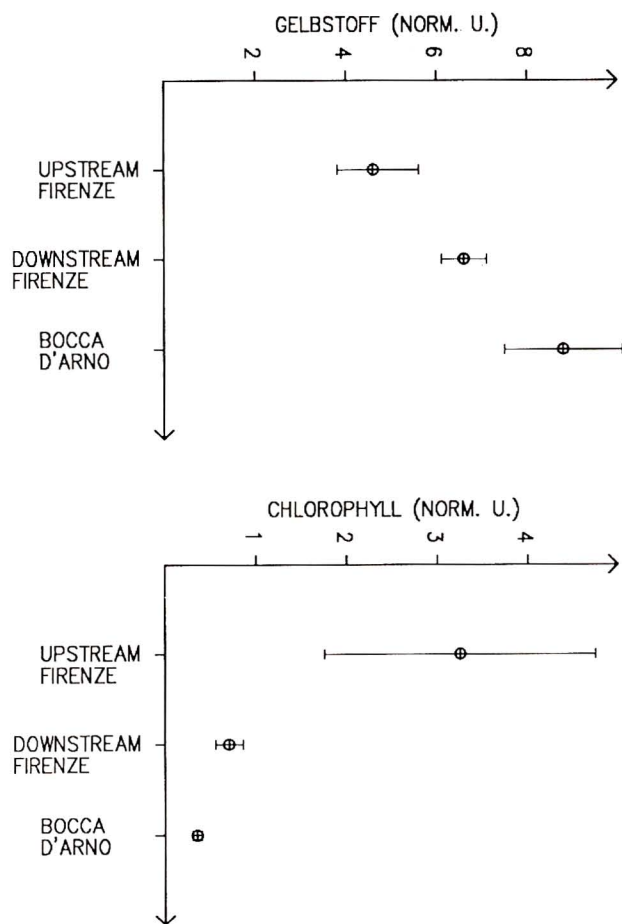 GELBSTOFF (NORM. U.)
2 4 6 8
UPSTREAM
FIRENZE
DOWNSTREAM
FIRENZE
BOCCA
D'ARNO
CHLOROPHYLL (NORM. U.)
1 2 3 4
UPSTREAM
FIRENZE
DOWNSTREAM
FIRENZE
BOCCA
D'ARNO